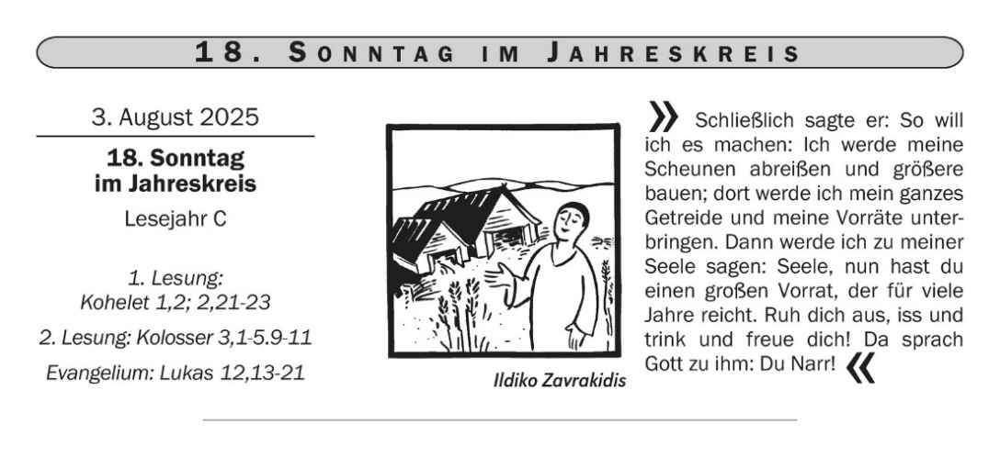 18. SONNTAG IM JAHRESKREIS
3. August 2025
18. Sonntag
im Jahreskreis
Lesejahr C
1. Lesung:
Kohelet 1,2; 2,21-23
2. Lesung: Kolosser 3,1-5.9-11
Evangelium: Lukas 12,13-21
Ildiko Zavrakidis
» Schließlich sagte er: So will
ich es machen: Ich werde meine
Scheunen abreißen und größere
bauen; dort werde ich mein ganzes
Getreide und meine Vorräte unter-
bringen. Dann werde ich zu meiner
Seele sagen: Seele, nun hast du
einen großen Vorrat, der für viele
Jahre reicht. Ruh dich aus, iss und
trink und freue dich! Da sprach
Gott zu ihm: Du Narr! «